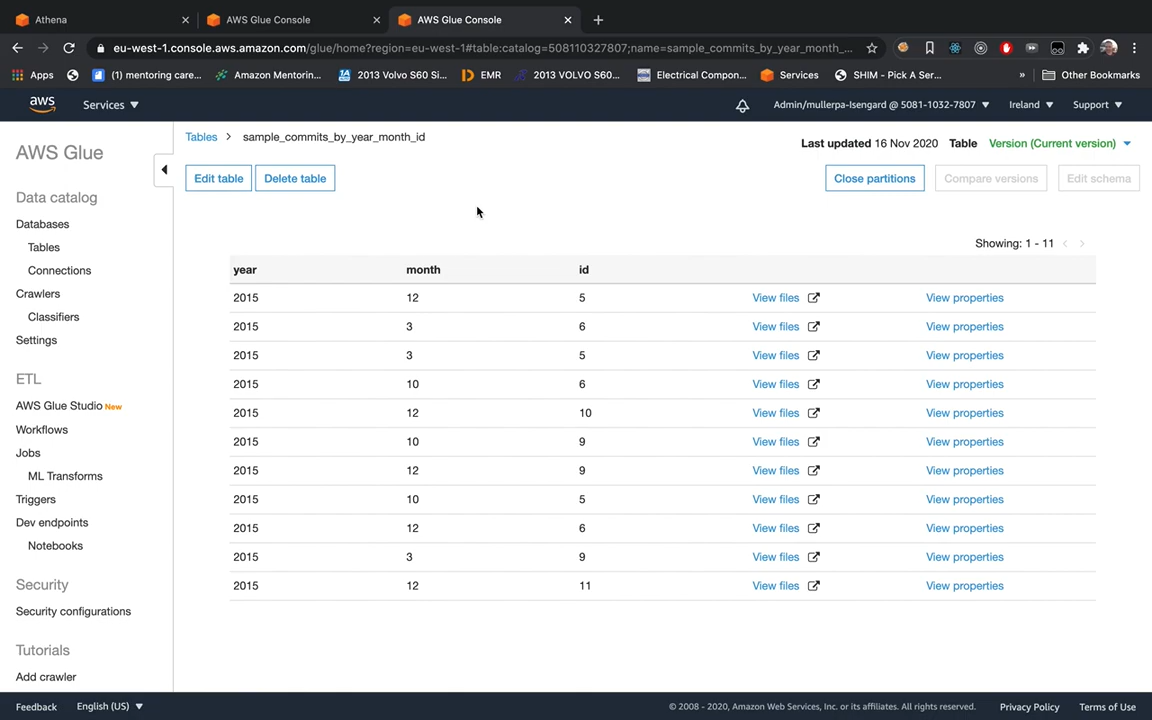 Athena
AWS Glue Console
AWS Glue Console
eu-west-1.console.aws.amazon.com/glue/home?region=eu-west-1#table:catalog=508110327807;name=sample_commits_by_year_month_...
Apps (1) mentoring care... Amazon Mentorin... 2013 Volvo S60 Si... EMR 2013 VOLVO S60... Electrical Compon... Services SHIM - Pick A Ser... » Other Bookmarks
aws Services Admin/mullerpa-Isengard @ 5081-1032-7807 Ireland Support
AWS Glue
Data catalog
Databases
Tables
Connections
Crawlers
Classifiers
Settings
ETL
AWS Glue Studio New
Workflows
Jobs
ML Transforms
Triggers
Dev endpoints
Notebooks
Security
Security configurations
Tutorials
Add crawler
Tables > sample_commits_by_year_month_id
Last updated 16 Nov 2020 Table Version (Current version)
Edit table Delete table Close partitions Compare versions Edit schema
Showing: 1 - 11 < >
year month id
2015 12 5 View files View properties
2015 3 6 View files View properties
2015 3 5 View files View properties
2015 10 6 View files View properties
2015 12 10 View files View properties
2015 10 9 View files View properties
2015 12 9 View files View properties
2015 10 5 View files View properties
2015 12 6 View files View properties
2015 3 9 View files View properties
2015 12 11 View files View properties
Feedback English (US) © 2008 - 2020, Amazon Web Services, Inc. or its affiliates. All rights reserved. Privacy Policy Terms of Use